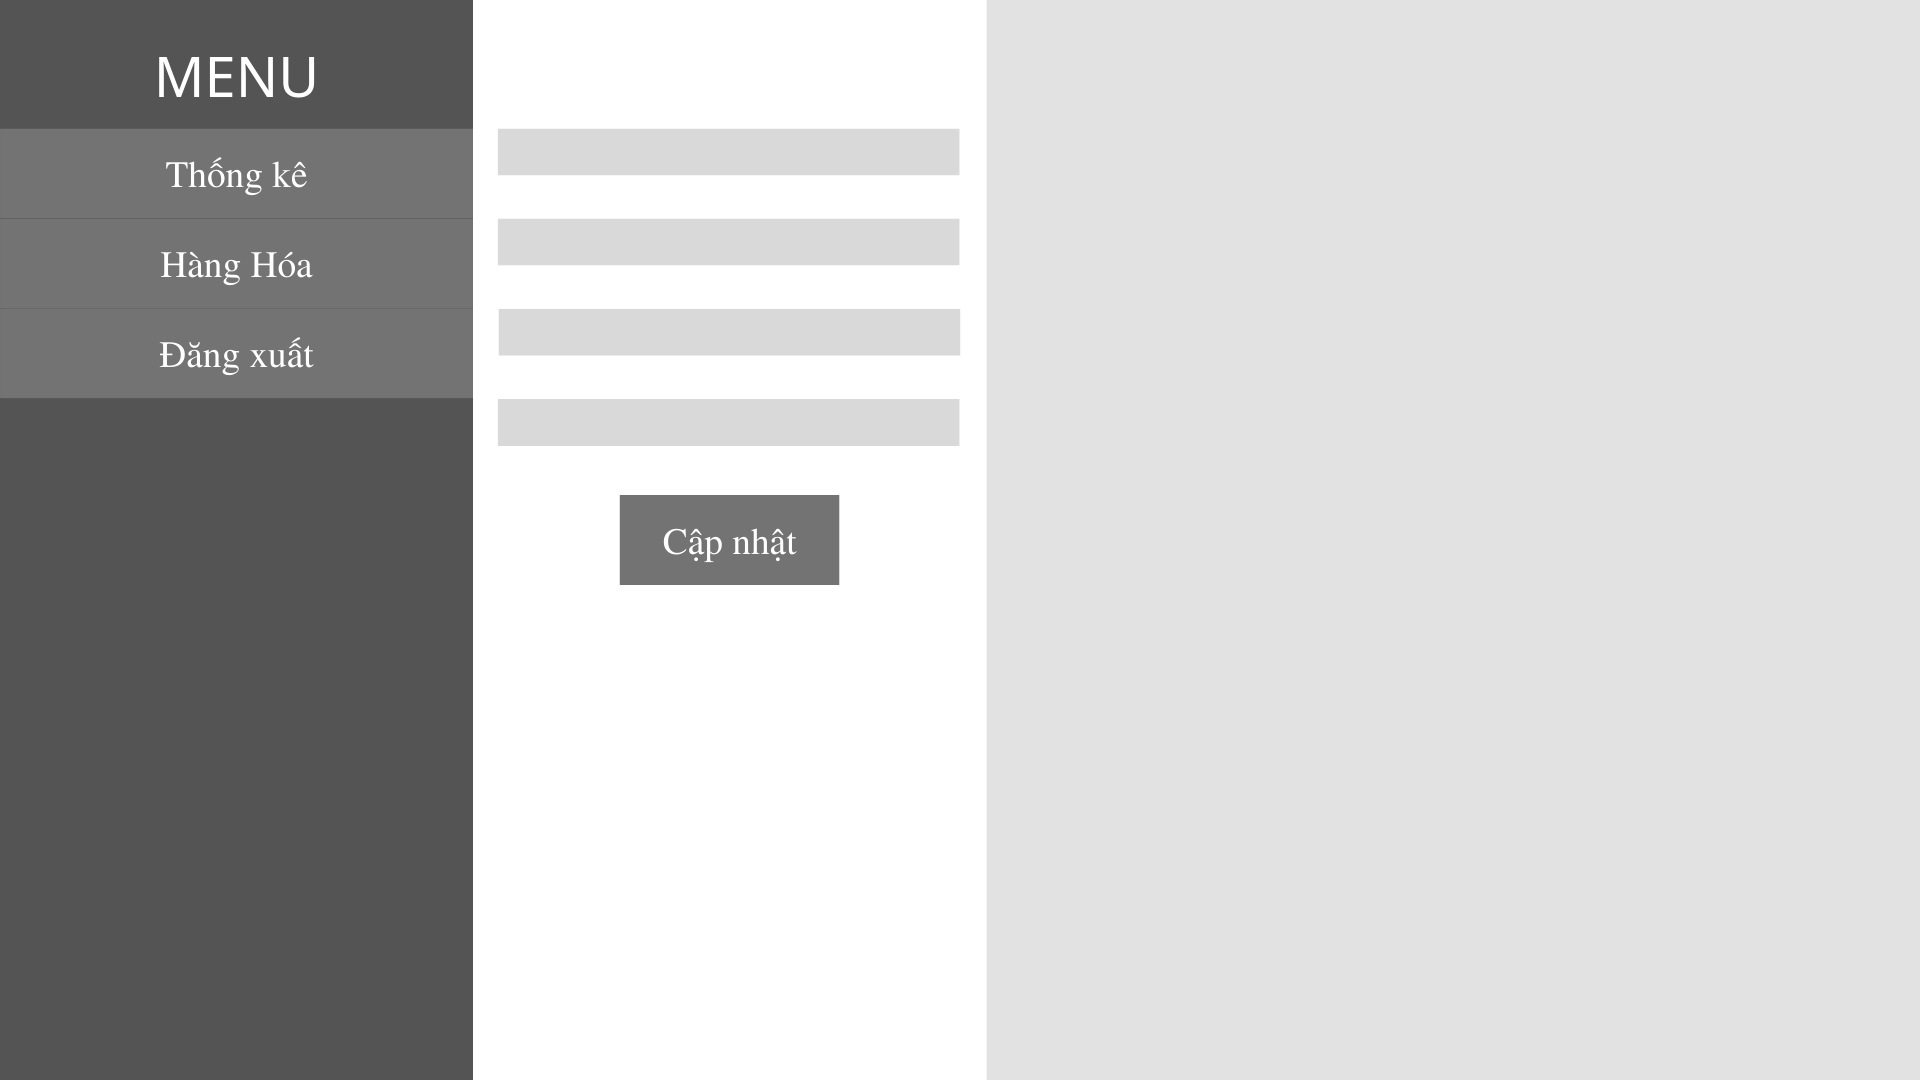 MENU
Thống kê
Hàng Hóa
Đăng xuất
Cập nhật